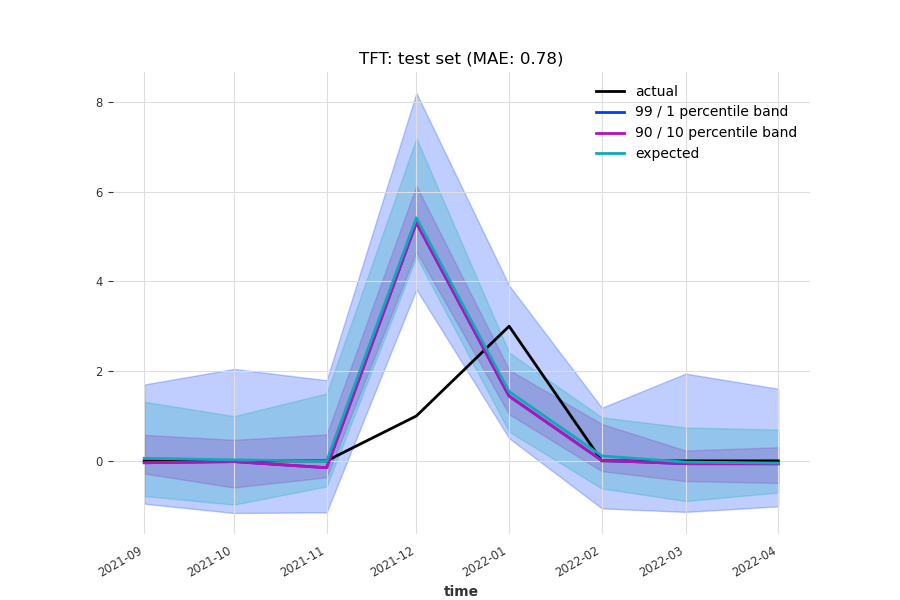 TFT: test set (MAE: 0.78)
actual
99 / 1 percentile band
90 / 10 percentile band
expected
8
6
4
2
0
2021-09
2021-10
2021-11
2021-12
2022-01
2022-02
2022-03
2022-04
time